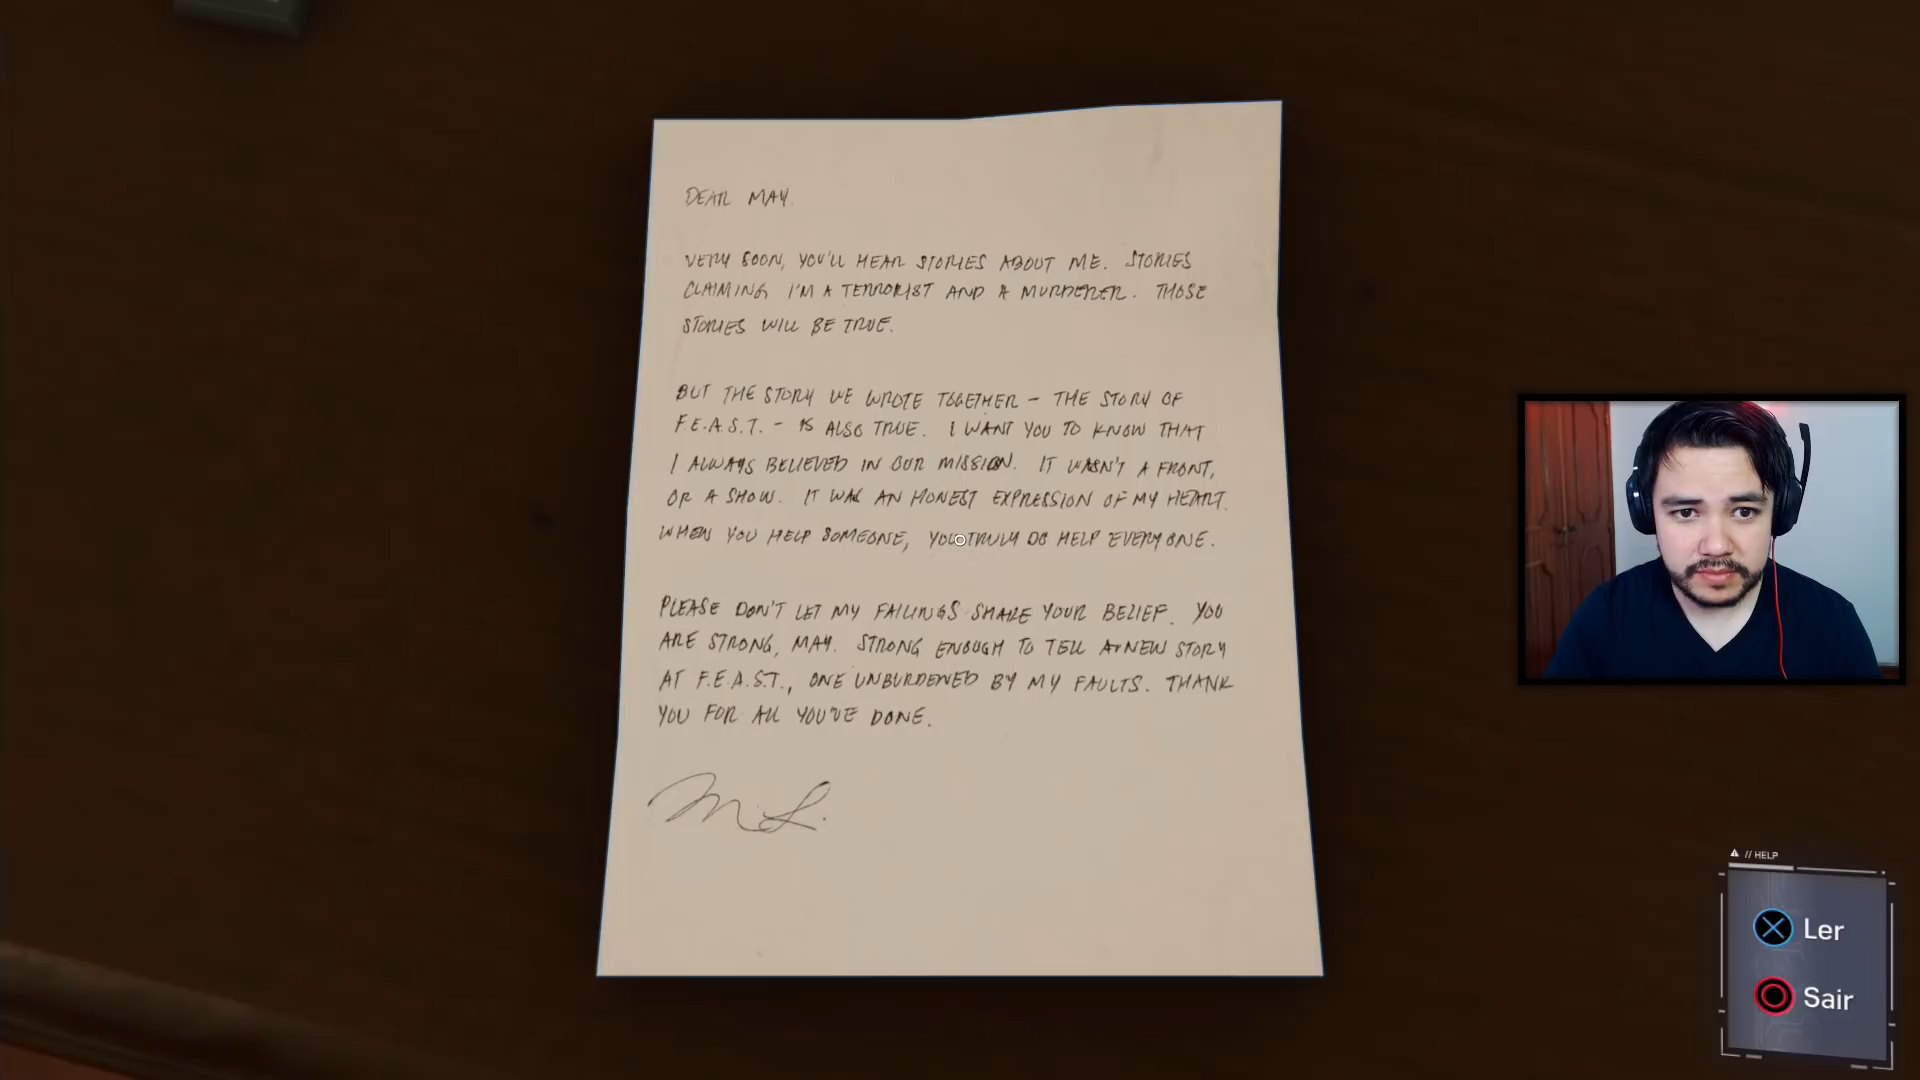 DEAR MAY.
VERY SOON, YOU'LL HEAR STORIES ABOUT ME. STORIES
CLAIMING I'M A TERRORIST AND A MURDERER. THOSE
STORIES WILL BE TRUE.
BUT THE STORY WE WROTE TOGETHER - THE STORY OF
F.E.A.S.T. - IS ALSO TRUE. I WANT YOU TO KNOW THAT
I ALWAYS BELIEVED IN OUR MISSION. IT WASN'T A FRONT,
OR A SHOW. IT WAS AN HONEST EXPRESSION OF MY HEART.
WHEN YOU HELP SOMEONE, YOU TRULY DO HELP EVERYONE.
PLEASE DON'T LET MY FAILINGS SHAKE YOUR BELIEF. YOU
ARE STRONG, MAY. STRONG ENOUGH TO TELL A NEW STORY
AT F.E.A.S.T., ONE UNBURDENED BY MY FAULTS. THANK
YOU FOR ALL YOU'VE DONE.
M L.
// HELP
Ler
Sair